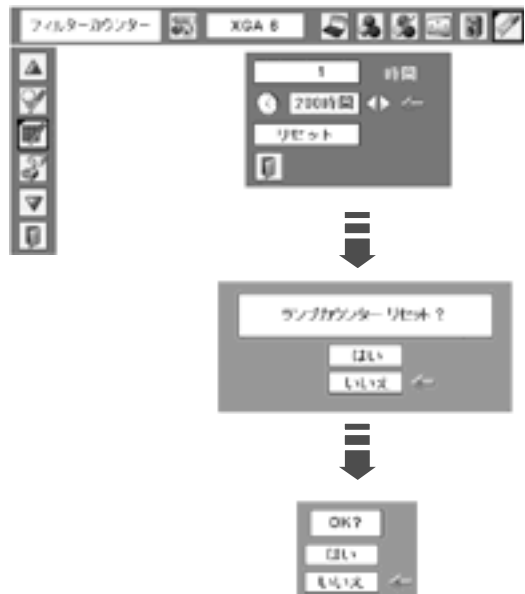 フィルターカウンター XGA 6
1 時間
200時間
リセット
ランプカウンター リセット?
はい
いいえ
OK?
はい
いいえ